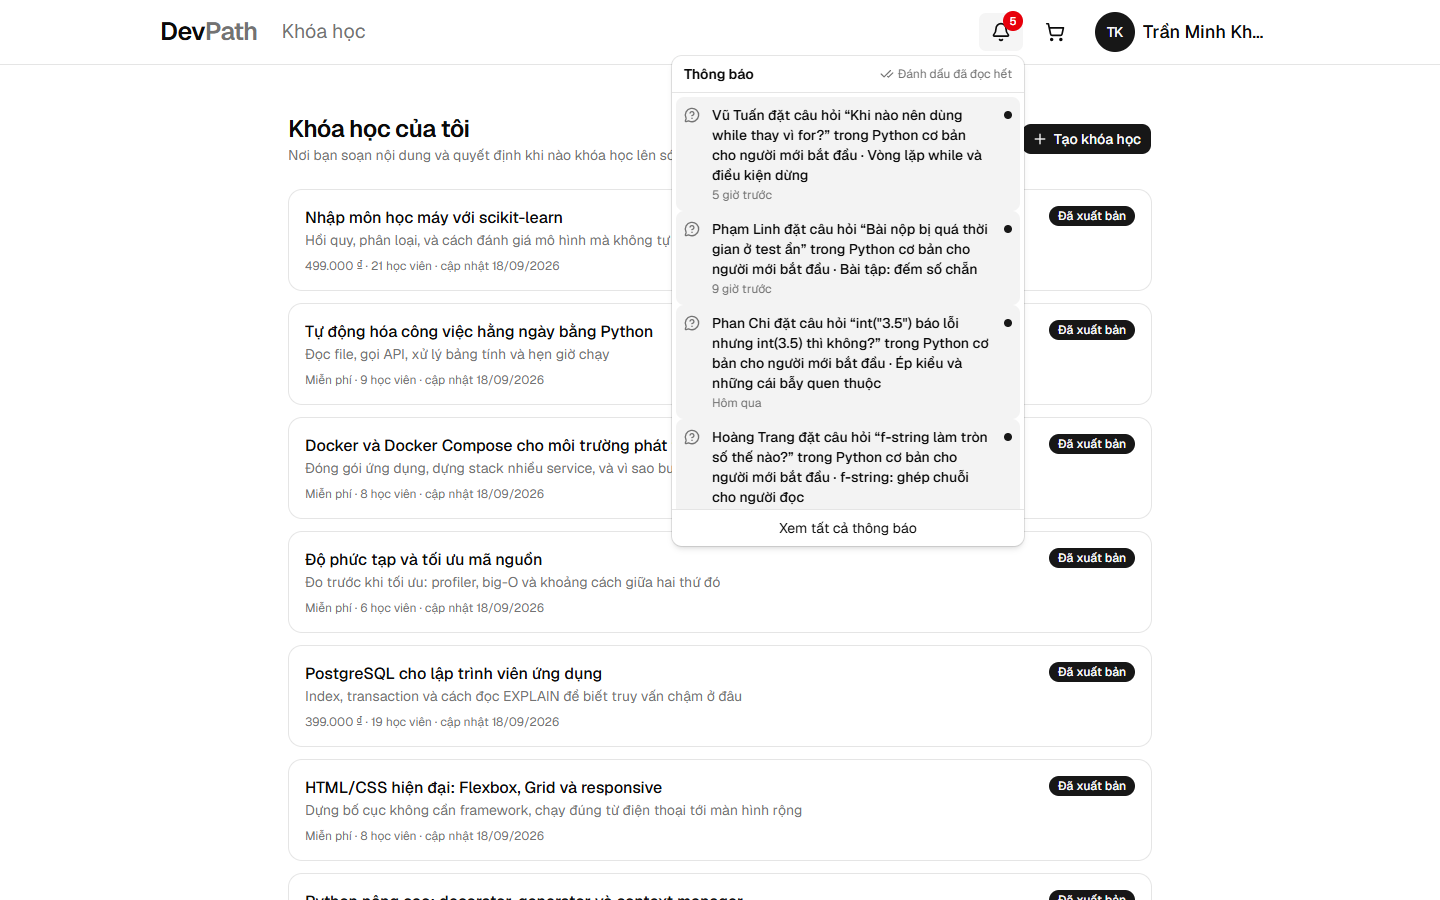 DevPath Khóa học 5 TK Trần Minh Kh...
Thông báo Đánh dấu đã đọc hết
Vũ Tuấn đặt câu hỏi “Khi nào nên dùng
while thay vì for?” trong Python cơ bản
cho người mới bắt đầu · Vòng lặp while và
điều kiện dừng
5 giờ trước
Phạm Linh đặt câu hỏi “Bài nộp bị quá thời
gian ở test ẩn” trong Python cơ bản cho
người mới bắt đầu · Bài tập: đếm số chẵn
9 giờ trước
Phan Chi đặt câu hỏi “int("3.5") báo lỗi
nhưng int(3.5) thì không?” trong Python cơ
bản cho người mới bắt đầu · Ép kiểu và
những cái bẫy quen thuộc
Hôm qua
Hoàng Trang đặt câu hỏi “f-string làm tròn
số thế nào?” trong Python cơ bản cho
người mới bắt đầu · f-string: ghép chuỗi
cho người đọc
Xem tất cả thông báo
Khóa học của tôi
Nơi bạn soạn nội dung và quyết định khi nào khóa học lên
Tạo khóa học
Nhập môn học máy với scikit-learn
Đã xuất bản
Hồi quy, phân loại, và cách đánh giá mô hình mà không tự
499.000 ₫ · 21 học viên · cập nhật 18/09/2026
Tự động hóa công việc hằng ngày bằng Python
Đã xuất bản
Đọc file, gọi API, xử lý bảng tính và hẹn giờ chạy
Miễn phí · 9 học viên · cập nhật 18/09/2026
Docker và Docker Compose cho môi trường phát
Đã xuất bản
Đóng gói ứng dụng, dựng stack nhiều service, và vì sao
Miễn phí · 8 học viên · cập nhật 18/09/2026
Độ phức tạp và tối ưu mã nguồn
Đã xuất bản
Đo trước khi tối ưu: profiler, big-O và khoảng cách giữa hai thứ đó
Miễn phí · 6 học viên · cập nhật 18/09/2026
PostgreSQL cho lập trình viên ứng dụng
Đã xuất bản
Index, transaction và cách đọc EXPLAIN để biết truy vấn chậm ở đâu
399.000 ₫ · 19 học viên · cập nhật 18/09/2026
HTML/CSS hiện đại: Flexbox, Grid và responsive
Đã xuất bản
Dựng bố cục không cần framework, chạy đúng từ điện thoại tới màn hình rộng
Miễn phí · 8 học viên · cập nhật 18/09/2026
Python nâng cao: decorator, generator và context manager
Đã xuất bản